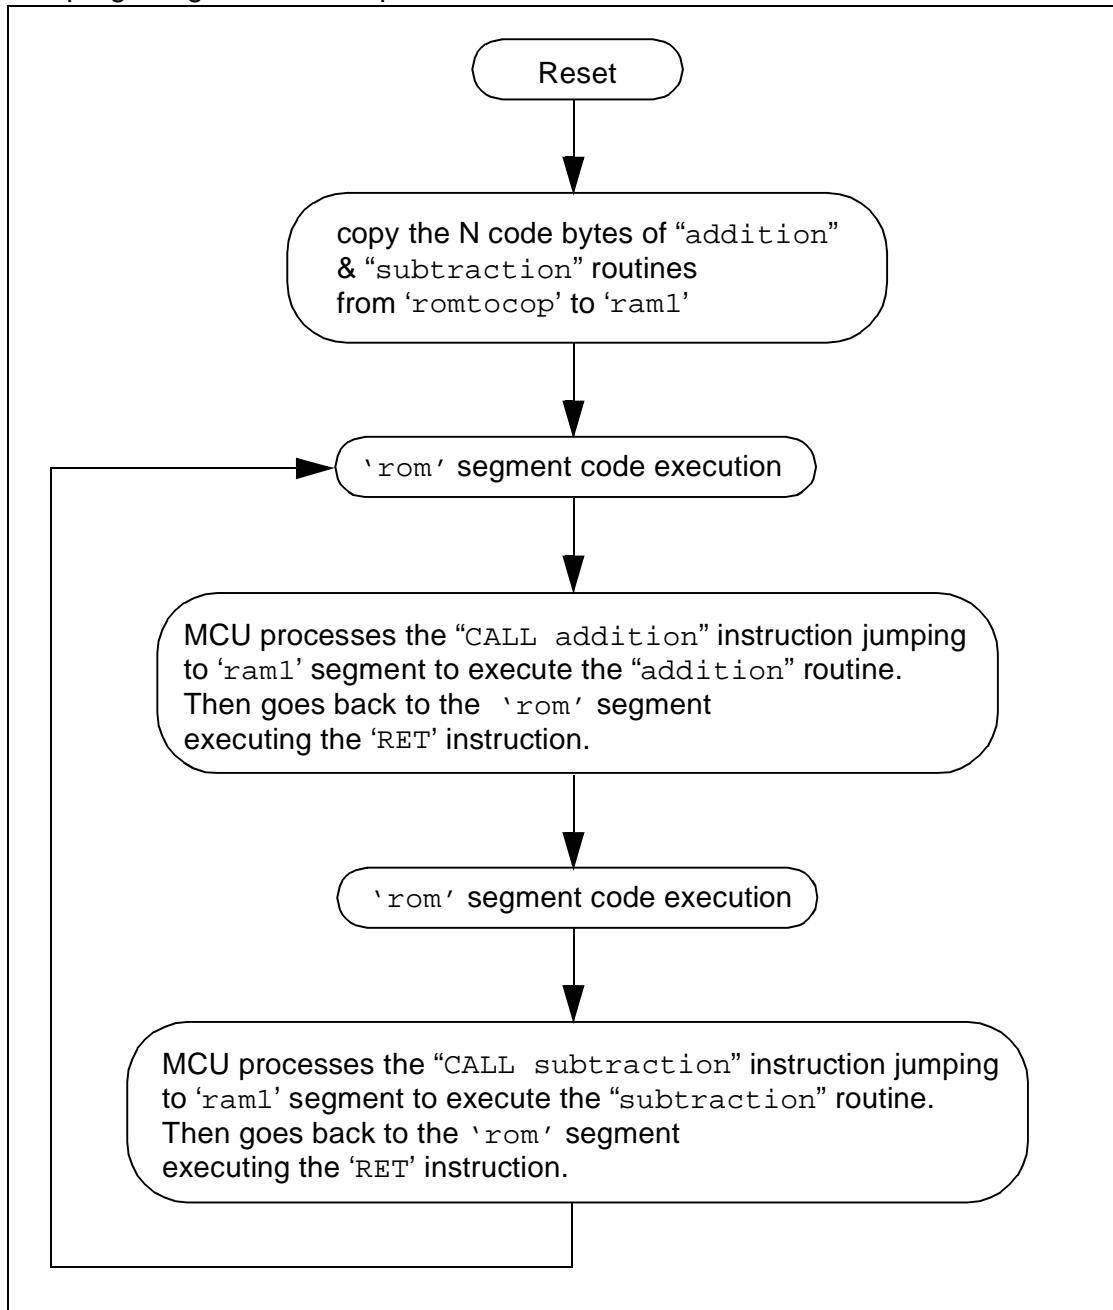 Reset
copy the N code bytes of “addition”
& “subtraction” routines
from ‘romtocop’ to ‘ram1’
‘rom’ segment code execution
MCU processes the “CALL addition” instruction jumping
to ‘ram1’ segment to execute the “addition” routine.
Then goes back to the ‘rom’ segment
executing the ‘RET’ instruction.
‘rom’ segment code execution
MCU processes the “CALL subtraction” instruction jumping
to ‘ram1’ segment to execute the “subtraction” routine.
Then goes back to the ‘rom’ segment
executing the ‘RET’ instruction.